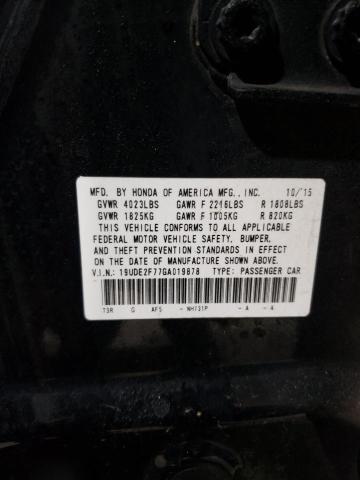 MFD. BY HONDA OF AMERICA MFG., INC. 10/15
GVWR 4023LBS GAWR F 2216LBS R 1808LBS
GVWR 1825KG GAWR F 1005KG R 820KG
THIS VEHICLE CONFORMS TO ALL APPLICABLE
FEDERAL MOTOR VEHICLE SAFETY, BUMPER,
AND THEFT PREVENTION STANDARDS IN EFFECT
ON THE DATE OF MANUFACTURE SHOWN ABOVE.
V.I.N.: 19UDE2F77GA019878 TYPE: PASSENGER CAR
T3R G AF5 -NH731P -A -4